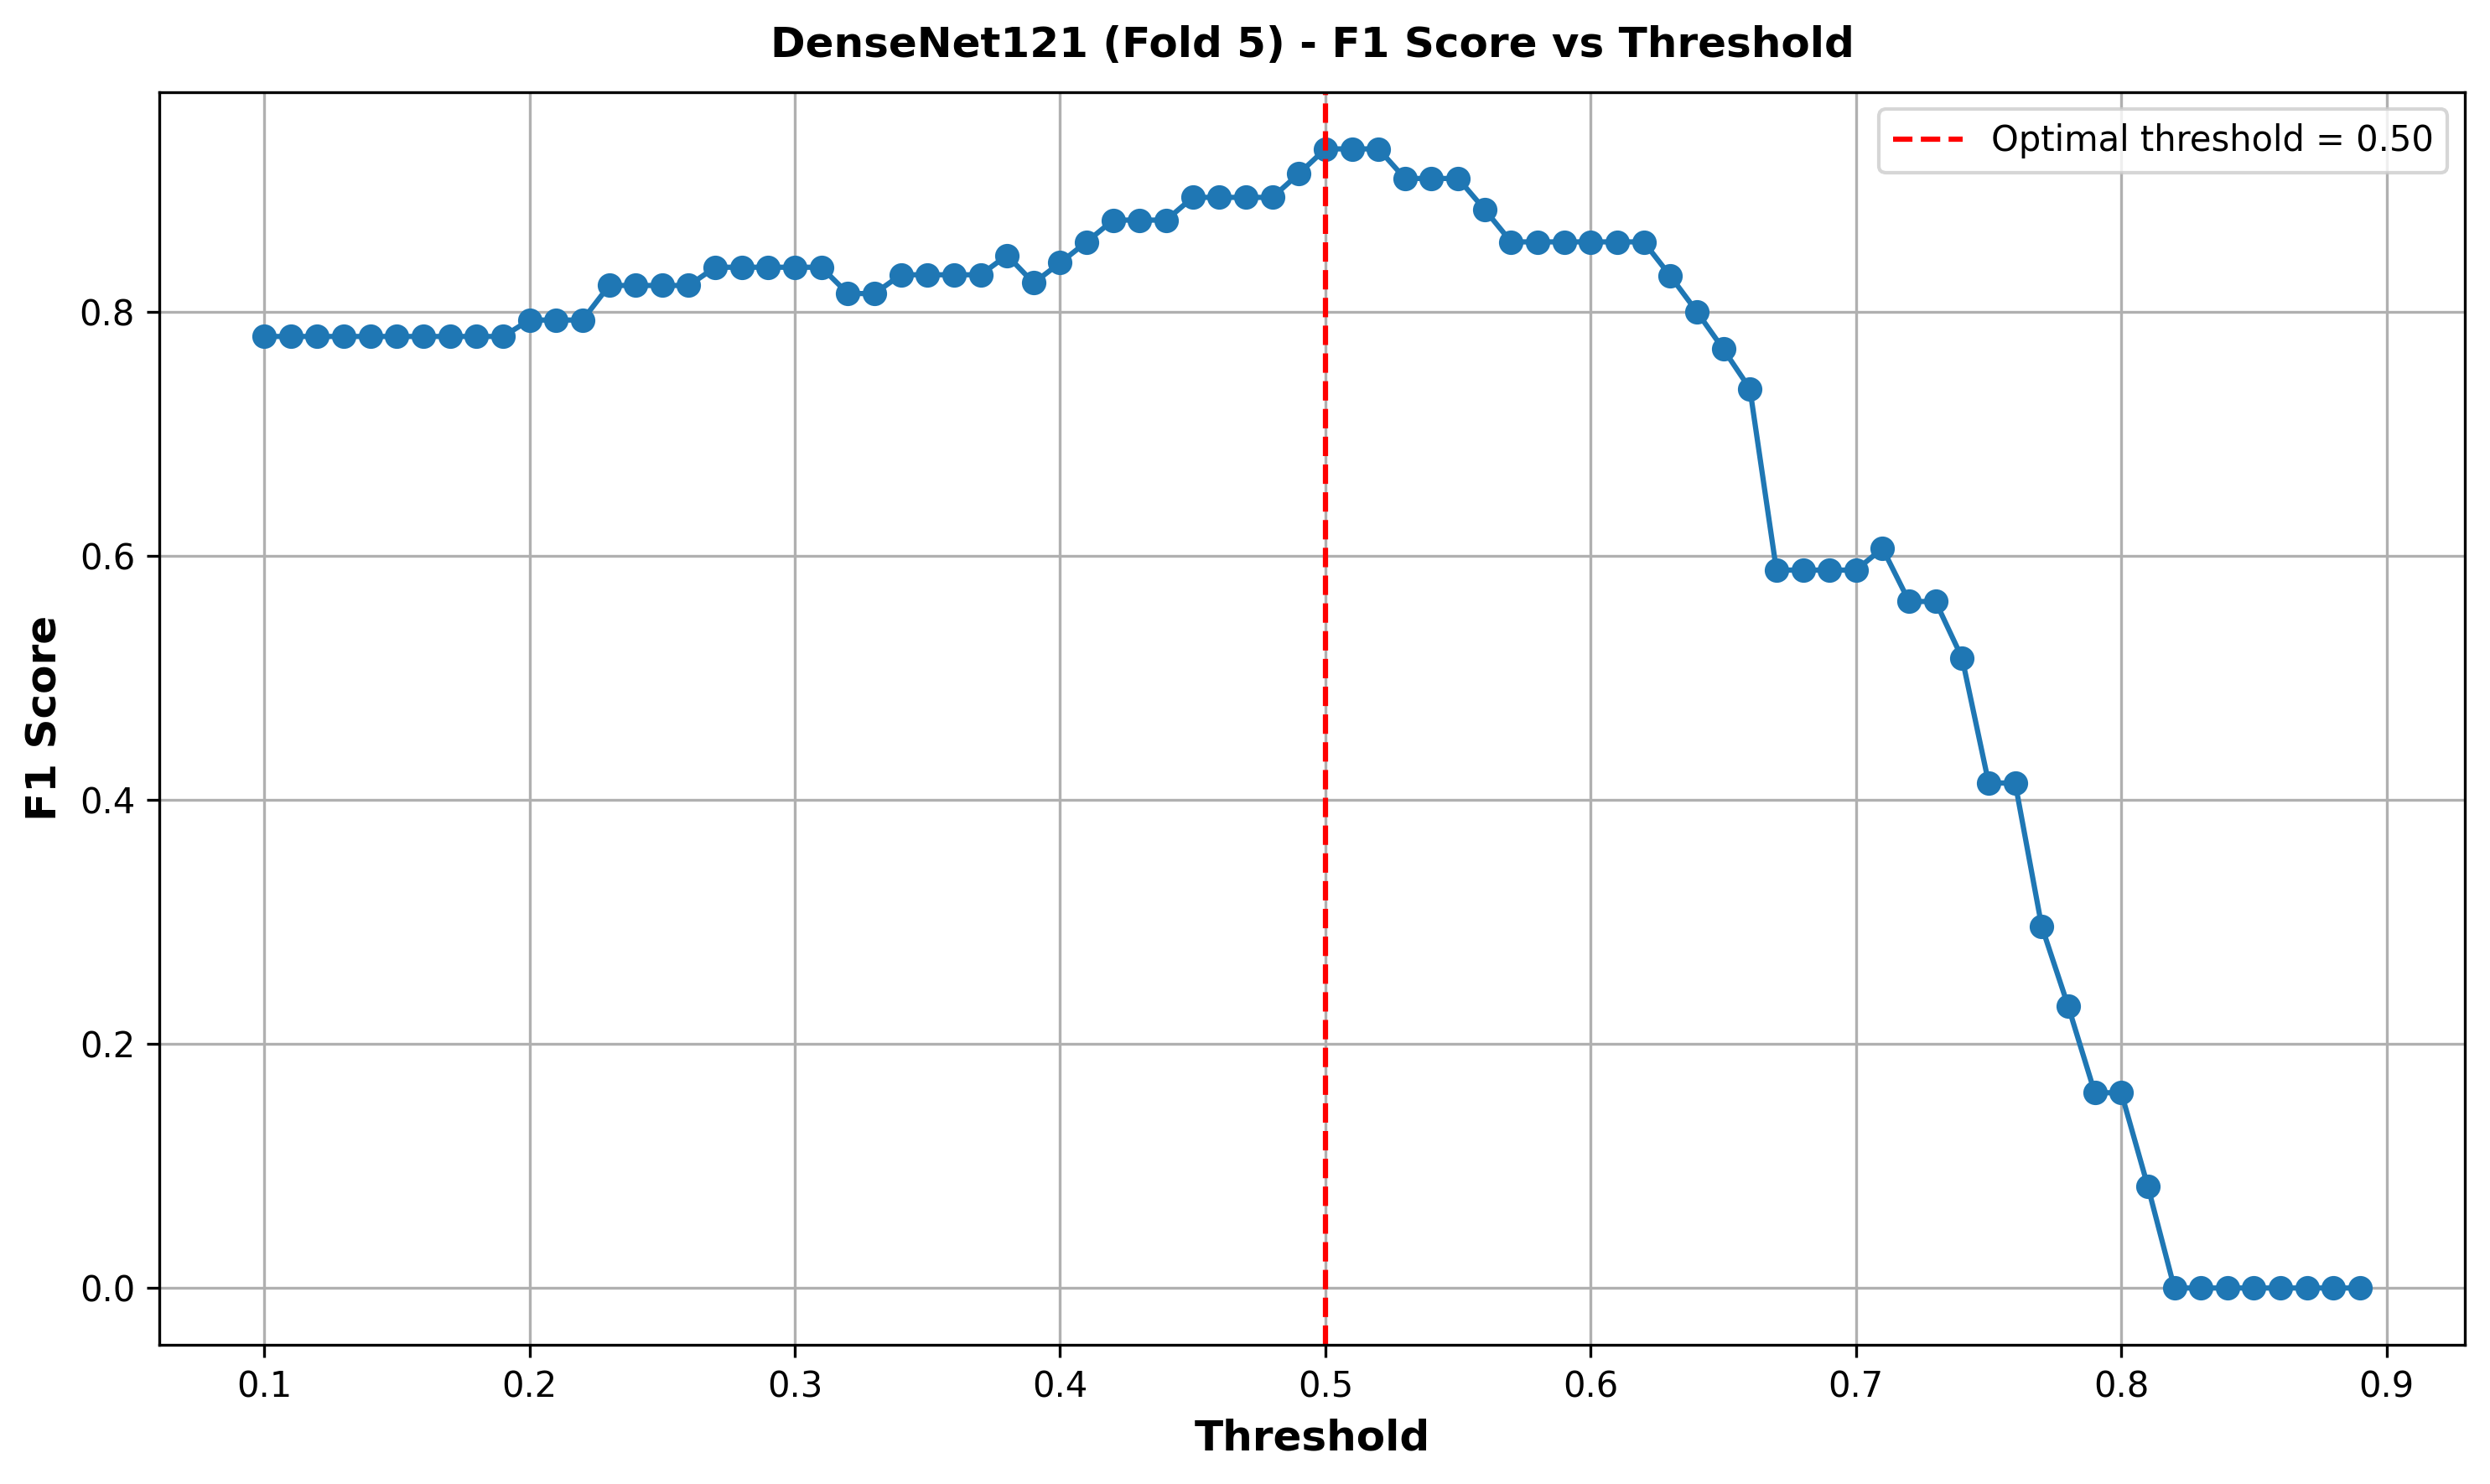 DenseNet121 (Fold 5) - F1 Score vs Threshold
Optimal threshold = 0.50
F1 Score
0.8
0.6
0.4
0.2
0.0
0.1 0.2 0.3 0.4 0.5 0.6 0.7 0.8 0.9
Threshold